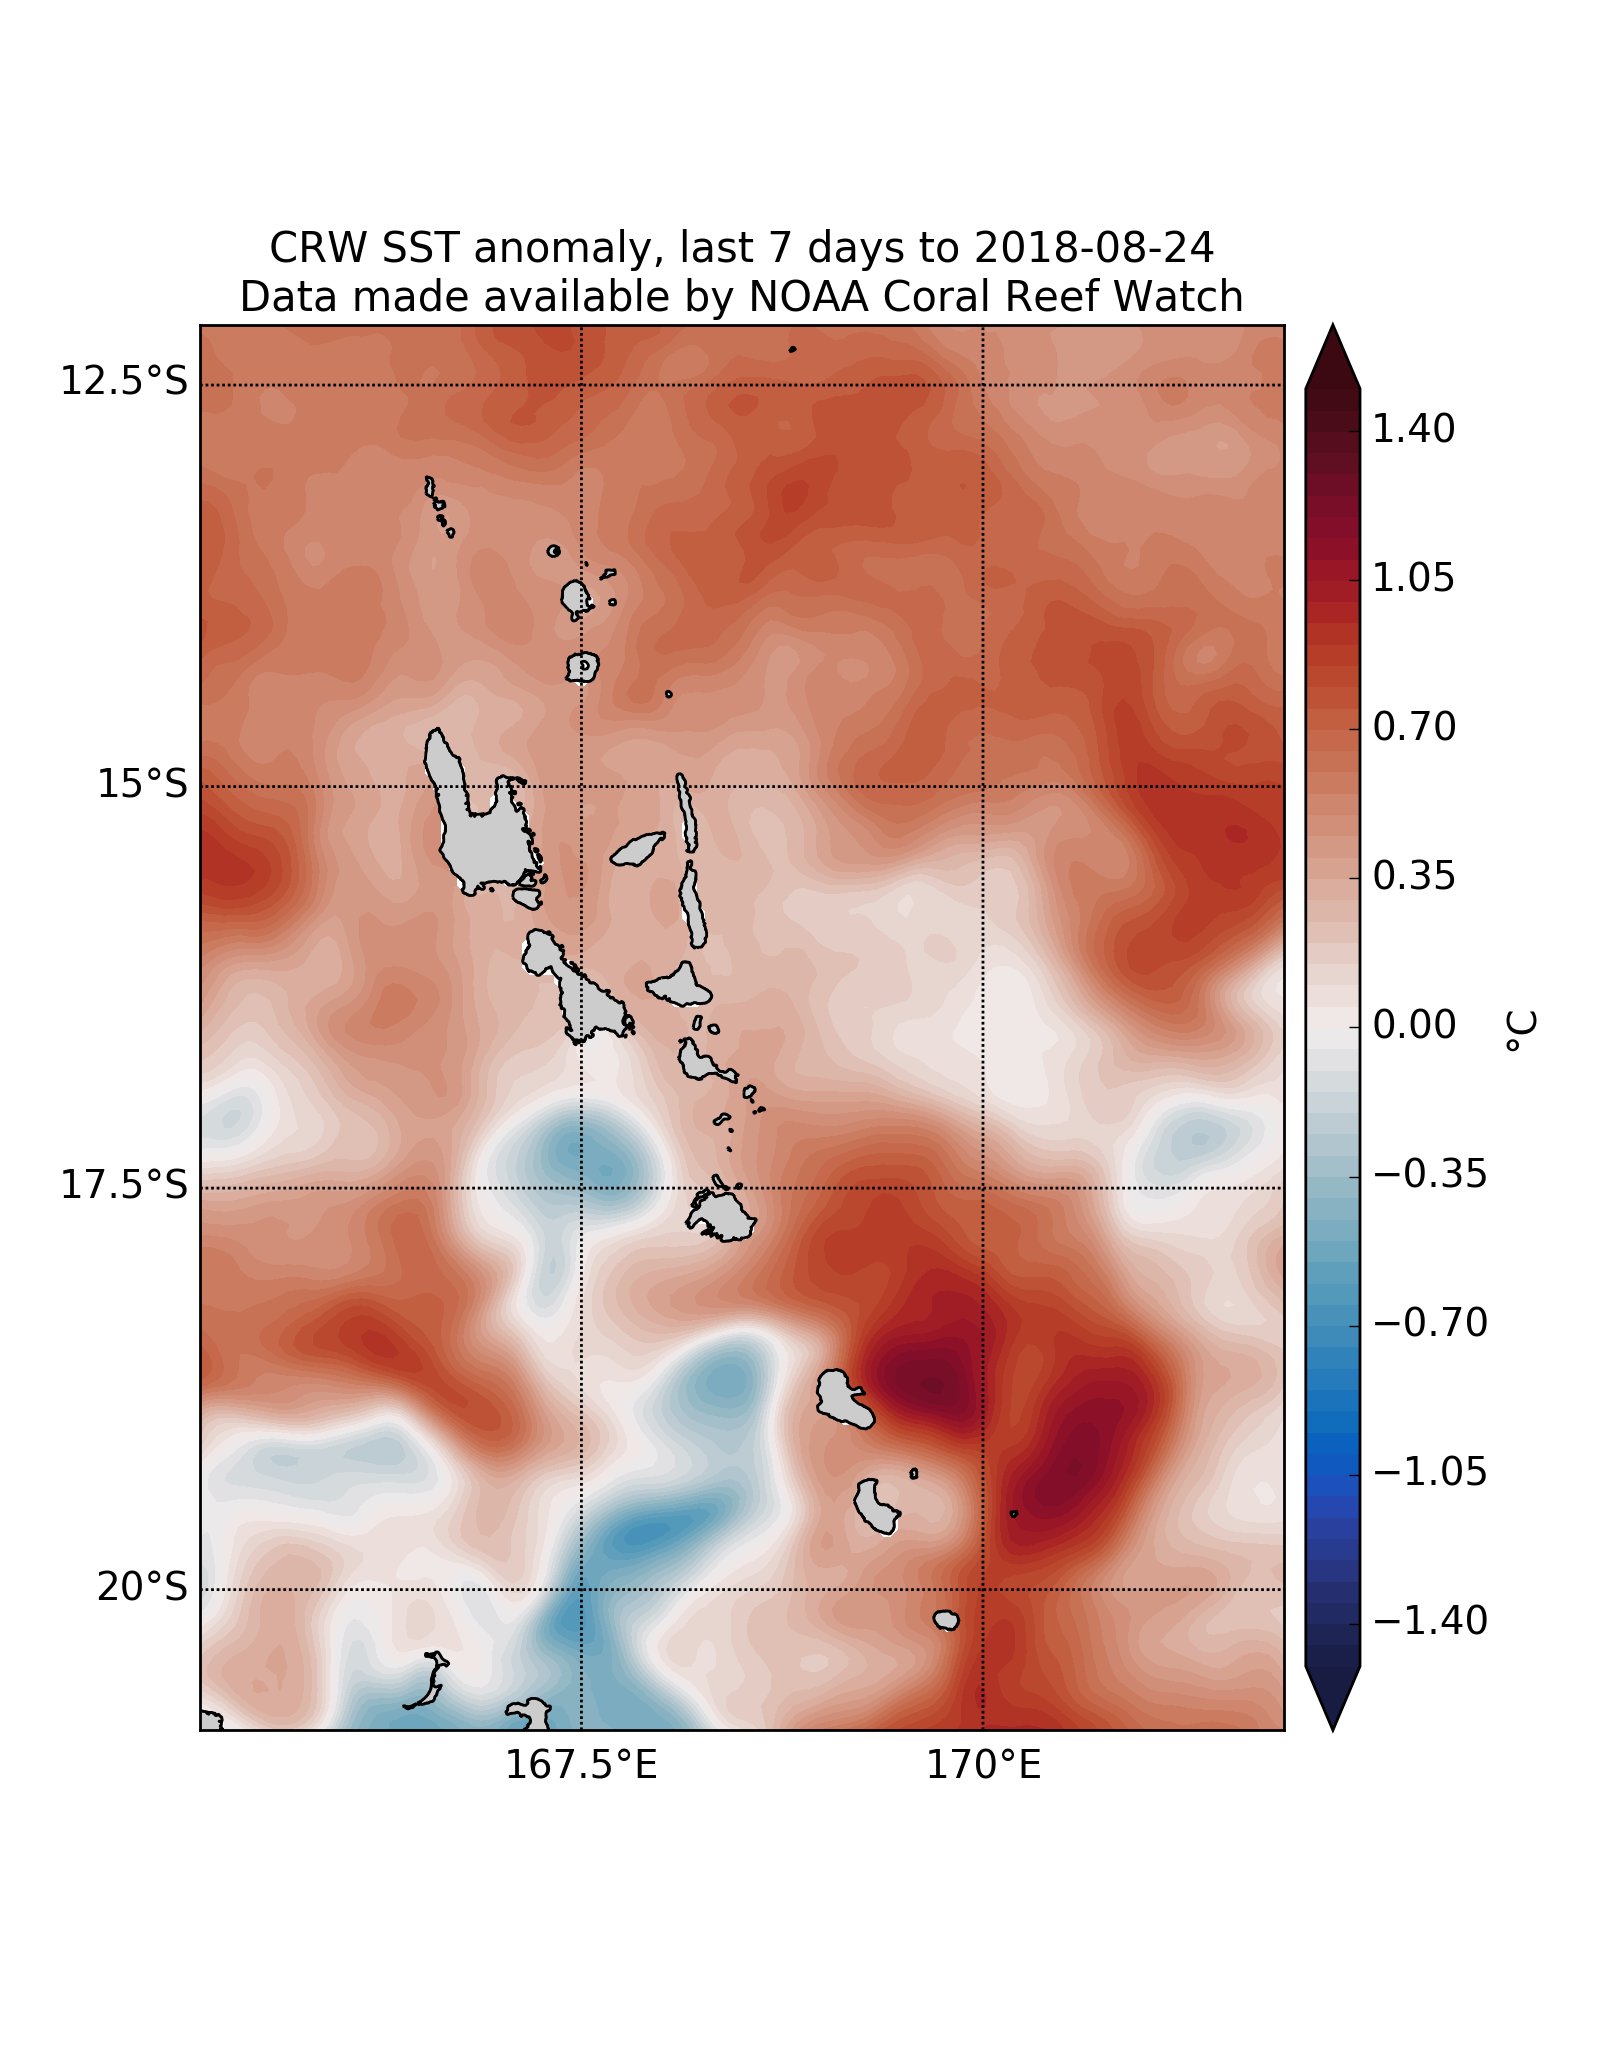 CRW SST anomaly, last 7 days to 2018-08-24
Data made available by NOAA Coral Reef Watch
12.5°S
15°S
17.5°S
20°S
167.5°E
170°E
1.40
1.05
0.70
0.35
0.00
−0.35
−0.70
−1.05
−1.40
°C